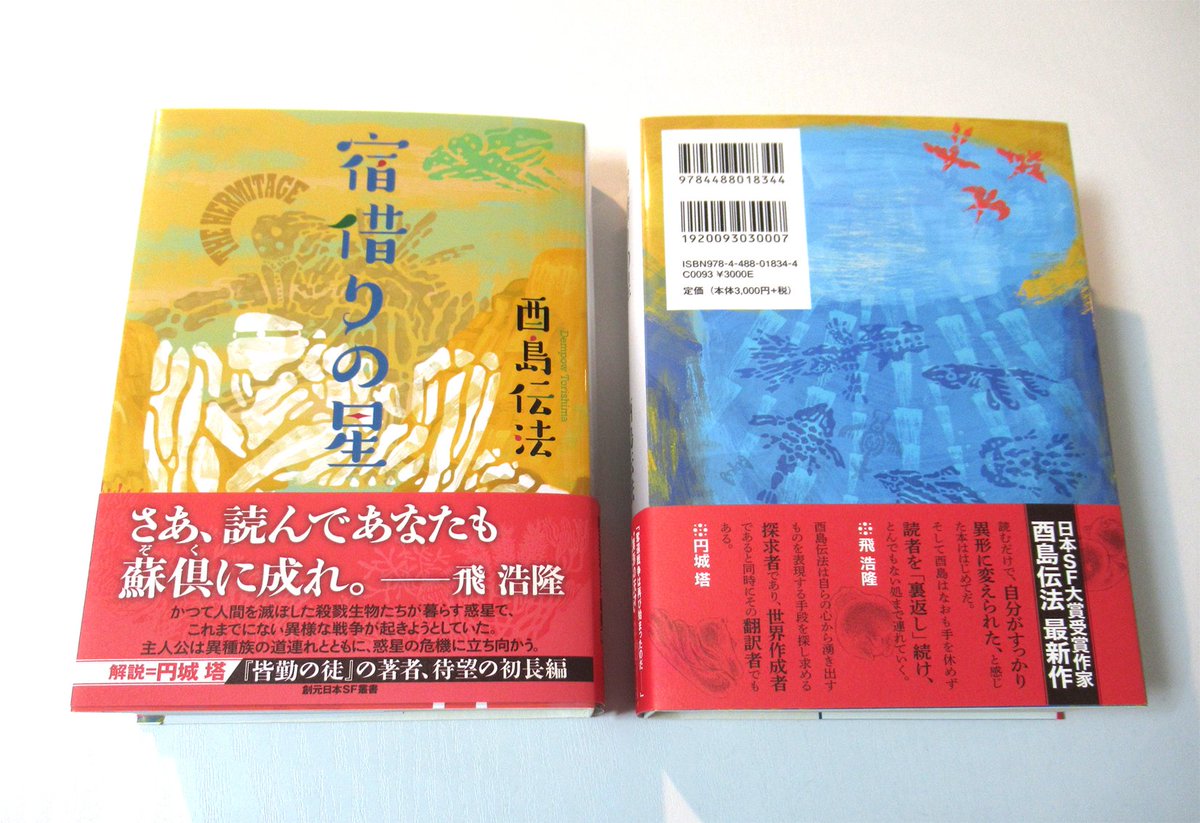 宿借りの星
THE HERMITAGE
酉島伝法
Dempow Torishima
さあ、読んであなたも
ぞく
蘇倶に成れ。――飛 浩隆
かつて人間を滅ぼした殺戮生物たちが暮らす惑星で、
これまでにない異様な戦争が起きようとしていた。
主人公は異種族の道連れとともに、惑星の危機に立ち向かう。
解説=円城 塔
『皆勤の徒』の著者、待望の初長編
創元日本SF叢書
9784488018344
1920093030007
ISBN978-4-488-01834-4
C0093 ¥3000E
定価(本体3,000円+税)
日本SF大賞受賞作家
酉島伝法 最新作
読むだけで、自分がすっかり
異形に変えられた、と感じ
た本ははじめてだ。
そして酉島はなおも手を休めず
読者を「裏返し」続け、
とんでもない処まで連れていく。
飛 浩隆
酉島伝法は自らの心から湧き出す
ものを表現する手段を探し求める
探求者であり、世界作成者
であると同時にその翻訳者でも
ある。
円城 塔